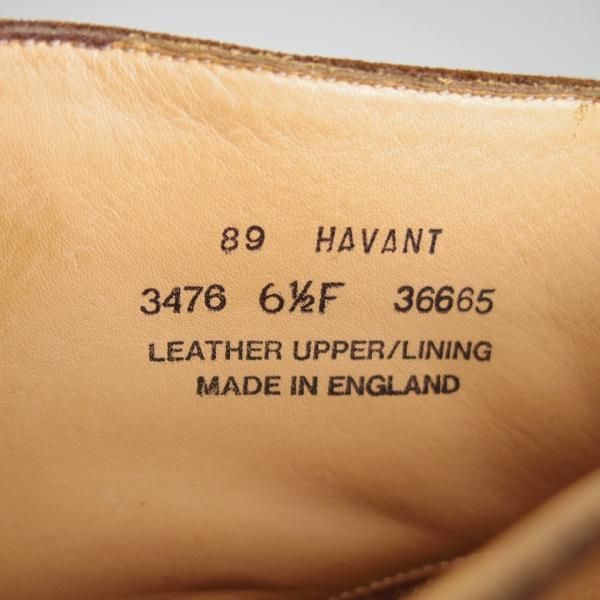 89 HAVANT
3476 6½F 36665
LEATHER UPPER/LINING
MADE IN ENGLAND